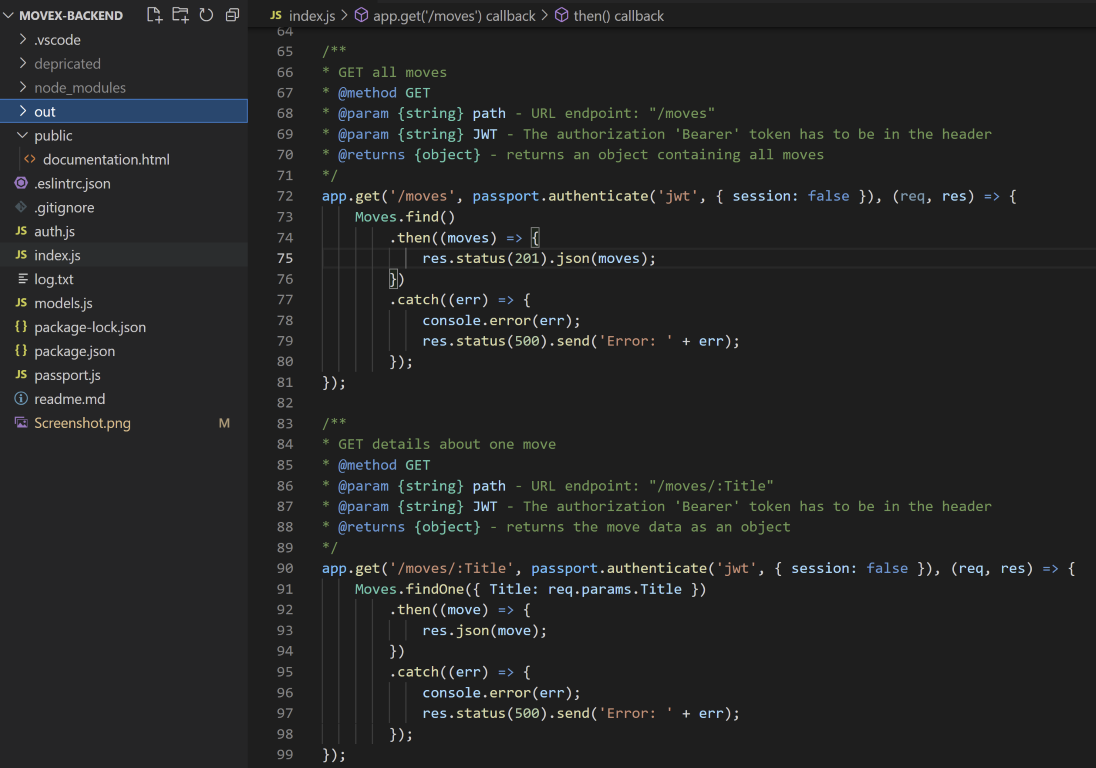 MOVEX-BACKEND
.vscode
depricated
node_modules
out
public
documentation.html
.eslintrc.json
.gitignore
JS auth.js
JS index.js
log.txt
JS models.js
{} package-lock.json
{} package.json
JS passport.js
readme.md
Screenshot.png M
JS index.js > app.get('/moves') callback > then() callback
64
65 /**
66 * GET all moves
67 * @method GET
68 * @param {string} path - URL endpoint: "/moves"
69 * @param {string} JWT - The authorization 'Bearer' token has to be in the header
70 * @returns {object} - returns an object containing all moves
71 */
72 app.get('/moves', passport.authenticate('jwt', { session: false }), (req, res) => {
73 Moves.find()
74 .then((moves) => {
75 res.status(201).json(moves);
76 })
77 .catch((err) => {
78 console.error(err);
79 res.status(500).send('Error: ' + err);
80 });
81 });
82
83 /**
84 * GET details about one move
85 * @method GET
86 * @param {string} path - URL endpoint: "/moves/:Title"
87 * @param {string} JWT - The authorization 'Bearer' token has to be in the header
88 * @returns {object} - returns the move data as an object
89 */
90 app.get('/moves/:Title', passport.authenticate('jwt', { session: false }), (req, res) => {
91 Moves.findOne({ Title: req.params.Title })
92 .then((move) => {
93 res.json(move);
94 })
95 .catch((err) => {
96 console.error(err);
97 res.status(500).send('Error: ' + err);
98 });
99 });